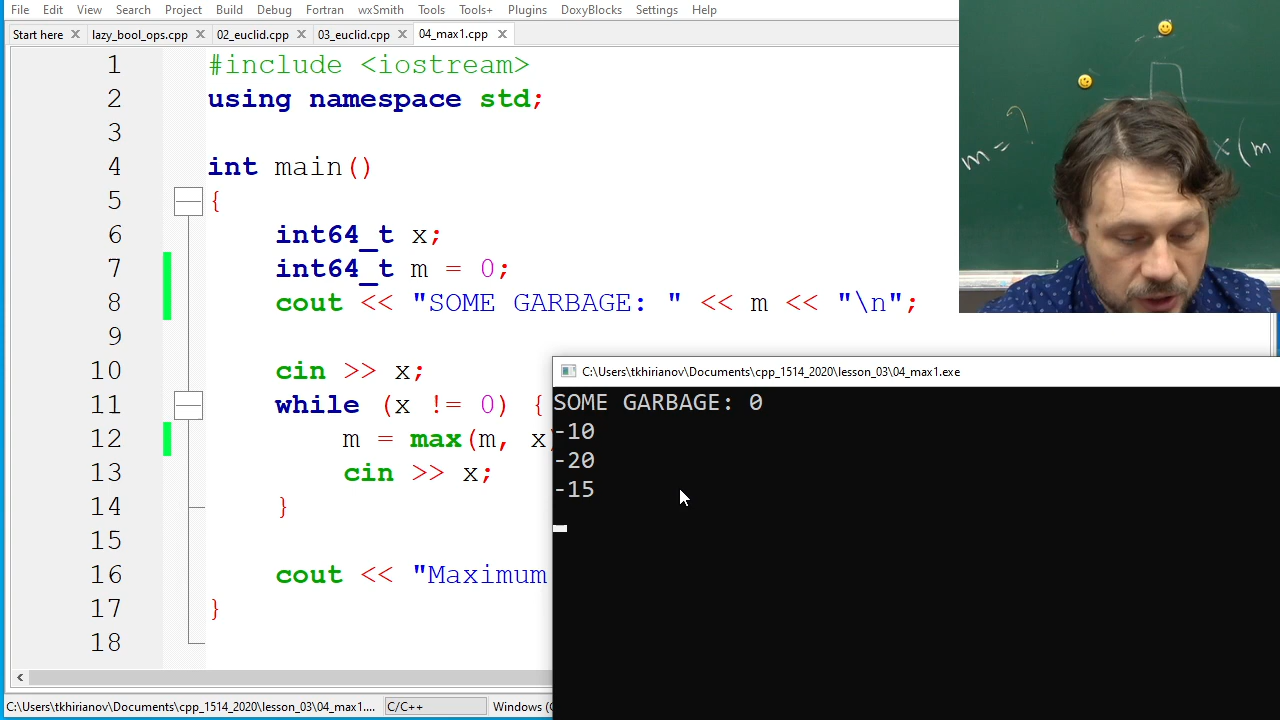 File Edit View Search Project Build Debug Fortran wxSmith Tools Tools+ Plugins DoxyBlocks Settings Help
Start here lazy_bool_ops.cpp 02_euclid.cpp 03_euclid.cpp 04_max1.cpp
1 #include <iostream>
2 using namespace std;
3
4 int main()
5 {
6 int64_t x;
7 int64_t m = 0;
8 cout << "SOME GARBAGE: " << m << "\n";
9
10 cin >> x;
11 while (x != 0) {
12 m = max(m, x
13 cin >> x;
14 }
15
16 cout << "Maximum
17 }
18
C:\Users\tkhirianov\Documents\cpp_1514_2020\lesson_03\04_max1.... C/C++ Windows (
C:\Users\tkhirianov\Documents\cpp_1514_2020\lesson_03\04_max1.exe
SOME GARBAGE: 0
-10
-20
-15
m = ?
x(m